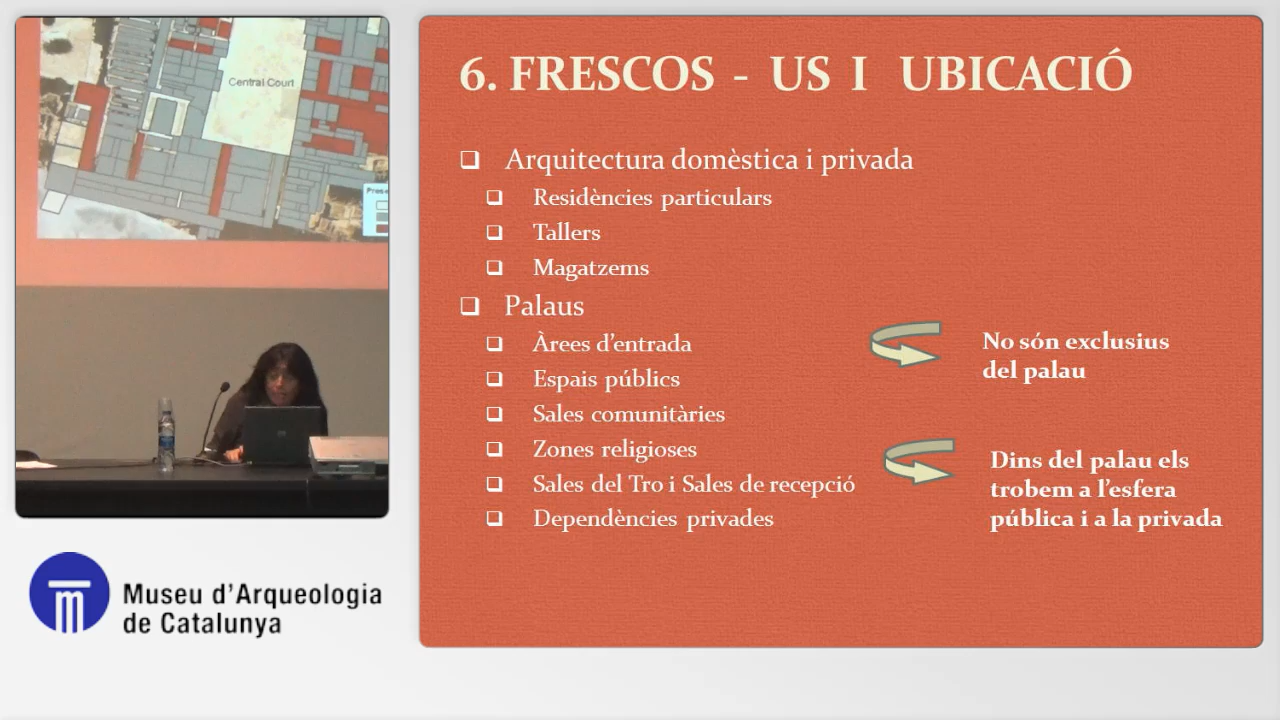 Central Court
6. FRESCOS - US I UBICACIÓ
Arquitectura domèstica i privada
Residències particulars
Tallers
Magatzems
Palaus
Àrees d'entrada
Espais públics
Sales comunitàries
Zones religioses
Sales del Tro i Sales de recepció
Dependències privades
No són exclusius
del palau
Dins del palau els
trobem a l'esfera
pública i a la privada
Museu d'Arqueologia
de Catalunya